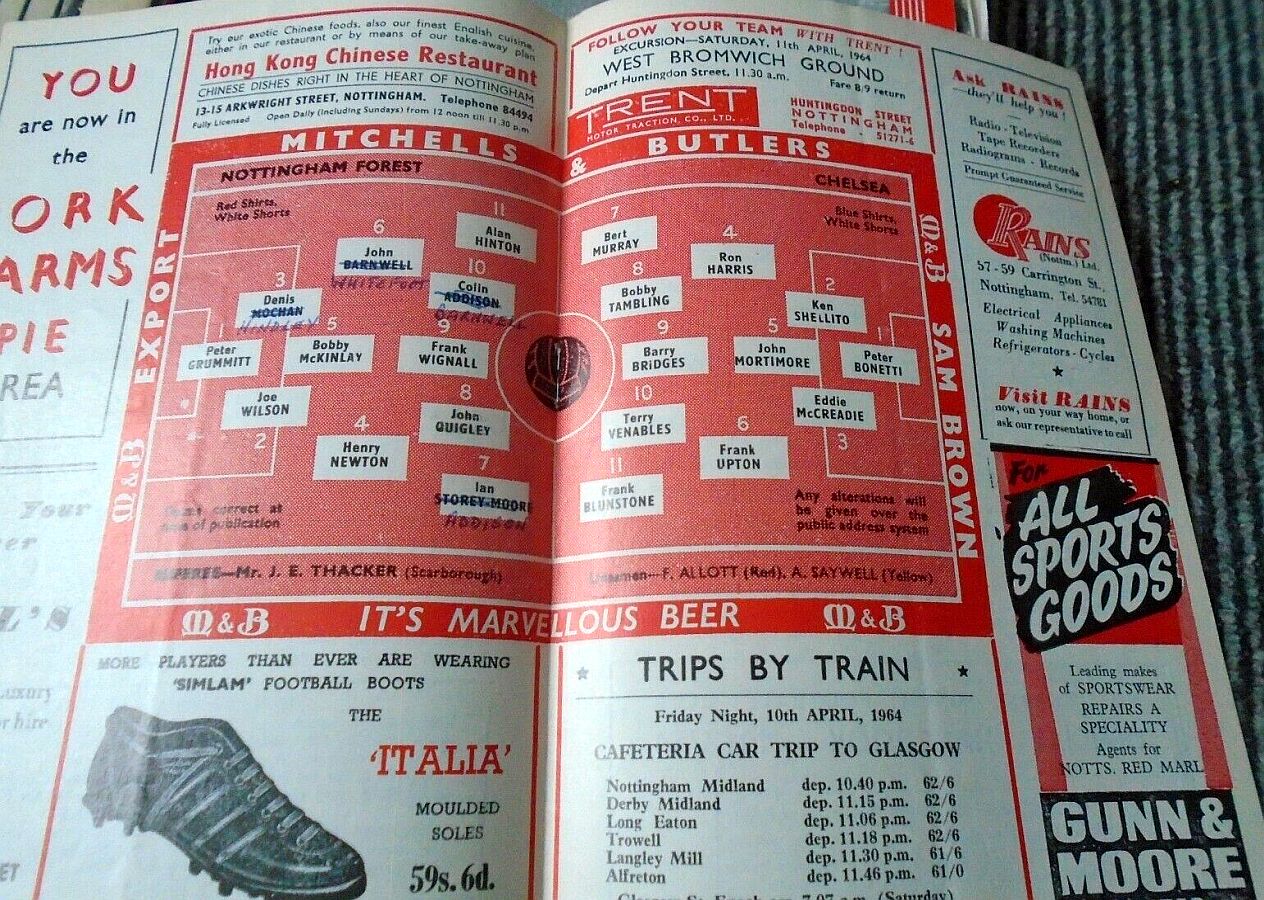 YOU
are now in
the
ORK
ARMS
PIE
REA
Your
er
L'S
uxury
or hire
ET
Try our exotic Chinese foods, also our finest English cuisine,
either in our restaurant or by means of our take-away plan
Hong Kong Chinese Restaurant
CHINESE DISHES RIGHT IN THE HEART OF NOTTINGHAM
13-15 ARKWRIGHT STREET, NOTTINGHAM. Telephone 84494
Fully Licensed Open Daily (including Sundays) from 12 noon till 11.30 p.m.
FOLLOW YOUR TEAM WITH TRENT!
EXCURSION—SATURDAY, 11th APRIL, 1964
WEST BROMWICH GROUND
Depart Huntingdon Street, 11.30 a.m. Fare 8/9 return
TRENT
MOTOR TRACTION, CO., LTD.
HUNTINGDON STREET
NOTTINGHAM
Telephone 51271-6
MITCHELLS & BUTLERS
M&B EXPORT
NOTTINGHAM FOREST
Red Shirts,
White Shorts
11
Alan
HINTON
6
John
BARNWELL
WHITEFOOT
10
Colin
ADDISON
BARNWELL
3
Denis
MOCHAN
HINDLEY
1
Peter
GRUMMITT
5
Bobby
McKINLAY
9
Frank
WIGNALL
Joe
WILSON
2
8
John
QUIGLEY
4
Henry
NEWTON
7
Ian
STOREY-MOORE
ADDISON
Teams correct at
time of publication
CHELSEA
Blue Shirts,
White Shorts
7
Bert
MURRAY
4
Ron
HARRIS
8
Bobby
TAMBLING
2
Ken
SHELLITO
9
Barry
BRIDGES
5
John
MORTIMORE
1
Peter
BONETTI
10
Terry
VENABLES
Eddie
McCREADIE
3
6
Frank
UPTON
11
Frank
BLUNSTONE
Any alterations will
be given over the
public address system
REFEREE—Mr. J. E. THACKER (Scarborough)
Linesmen—F. ALLOTT (Red), A. SAYWELL (Yellow)
M&B SAM BROWN
M&B IT'S MARVELLOUS BEER M&B
MORE PLAYERS THAN EVER ARE WEARING
'SIMLAM' FOOTBALL BOOTS
THE
'ITALIA'
MOULDED
SOLES
59s. 6d.
TRIPS BY TRAIN
Friday Night, 10th APRIL, 1964
CAFETERIA CAR TRIP TO GLASGOW
Nottingham Midland dep. 10.40 p.m. 62/6
Derby Midland dep. 11.15 p.m. 62/6
Long Eaton dep. 11.06 p.m. 62/6
Trowell dep. 11.18 p.m. 62/6
Langley Mill dep. 11.30 p.m. 61/6
Alfreton dep. 11.46 p.m. 61/0
7.07 a.m. (Saturday)
Ask RAINS
—they'll help you!
Radio - Television
Tape Recorders
Radiograms - Records
Prompt Guaranteed Service
RAINS
(Nottm.) Ltd.
57-59 Carrington St.,
Nottingham, Tel. 54781
Electrical Appliances
Washing Machines
Refrigerators - Cycles
Visit RAINS
now, on your way home, or
ask our representative to call
For
ALL
SPORTS
GOODS
Leading makes
of SPORTSWEAR
REPAIRS A
SPECIALITY
Agents for
NOTTS. RED MARL
GUNN &
MOORE